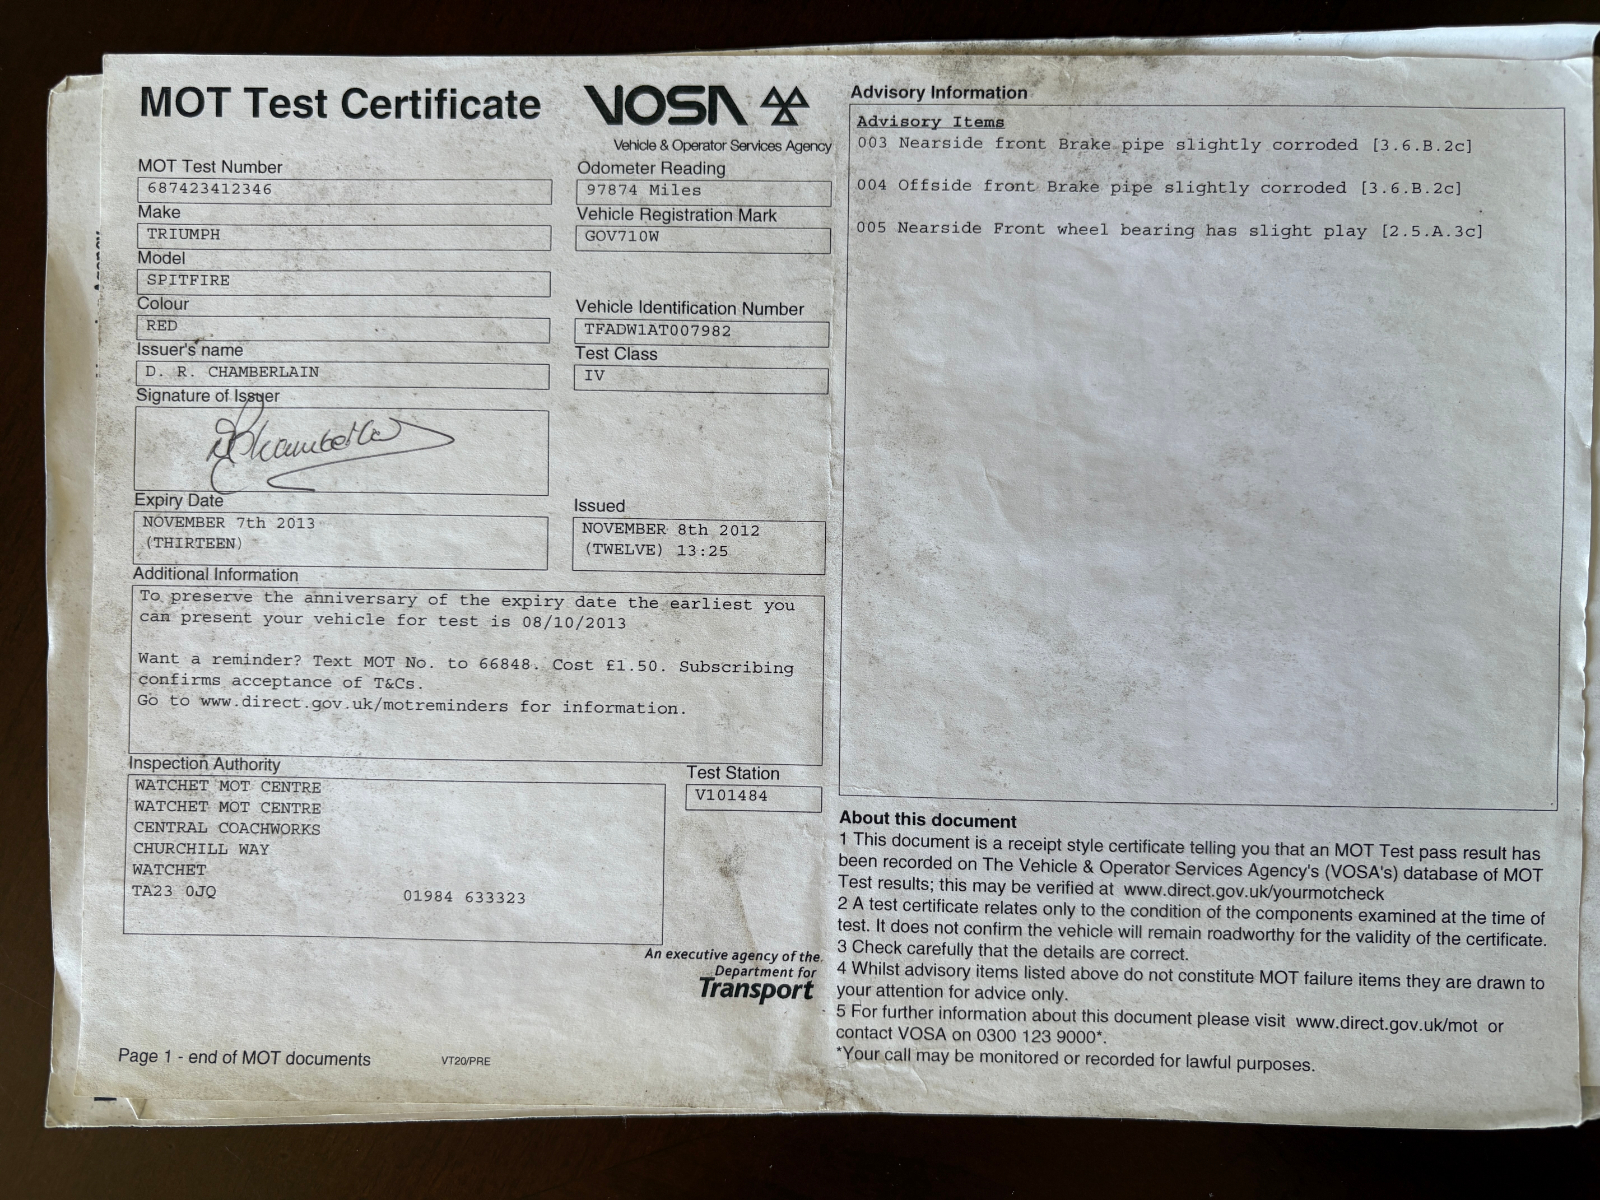 MOT Test Certificate
VOSA
Vehicle & Operator Services Agency
MOT Test Number
687423412346
Odometer Reading
97874 Miles
Make
TRIUMPH
Vehicle Registration Mark
GOV710W
Model
SPITFIRE
Colour
RED
Vehicle Identification Number
TFADW1AT007982
Issuer's name
D. R. CHAMBERLAIN
Test Class
IV
Signature of Issuer
Expiry Date
NOVEMBER 7th 2013
(THIRTEEN)
Issued
NOVEMBER 8th 2012
(TWELVE) 13:25
Additional Information
To preserve the anniversary of the expiry date the earliest you
can present your vehicle for test is 08/10/2013
Want a reminder? Text MOT No. to 66848. Cost £1.50. Subscribing
confirms acceptance of T&Cs.
Go to www.direct.gov.uk/motreminders for information.
Inspection Authority
WATCHET MOT CENTRE
WATCHET MOT CENTRE
CENTRAL COACHWORKS
CHURCHILL WAY
WATCHET
TA23 0JQ 01984 633323
Test Station
V101484
An executive agency of the
Department for
Transport
Page 1 - end of MOT documents VT20/PRE
Advisory Information
Advisory Items
003 Nearside front Brake pipe slightly corroded [3.6.B.2c]
004 Offside front Brake pipe slightly corroded [3.6.B.2c]
005 Nearside Front wheel bearing has slight play [2.5.A.3c]
About this document
1 This document is a receipt style certificate telling you that an MOT Test pass result has
been recorded on The Vehicle & Operator Services Agency's (VOSA's) database of MOT
Test results; this may be verified at www.direct.gov.uk/yourmotcheck
2 A test certificate relates only to the condition of the components examined at the time of
test. It does not confirm the vehicle will remain roadworthy for the validity of the certificate.
3 Check carefully that the details are correct.
4 Whilst advisory items listed above do not constitute MOT failure items they are drawn to
your attention for advice only.
5 For further information about this document please visit www.direct.gov.uk/mot or
contact VOSA on 0300 123 9000*.
*Your call may be monitored or recorded for lawful purposes.